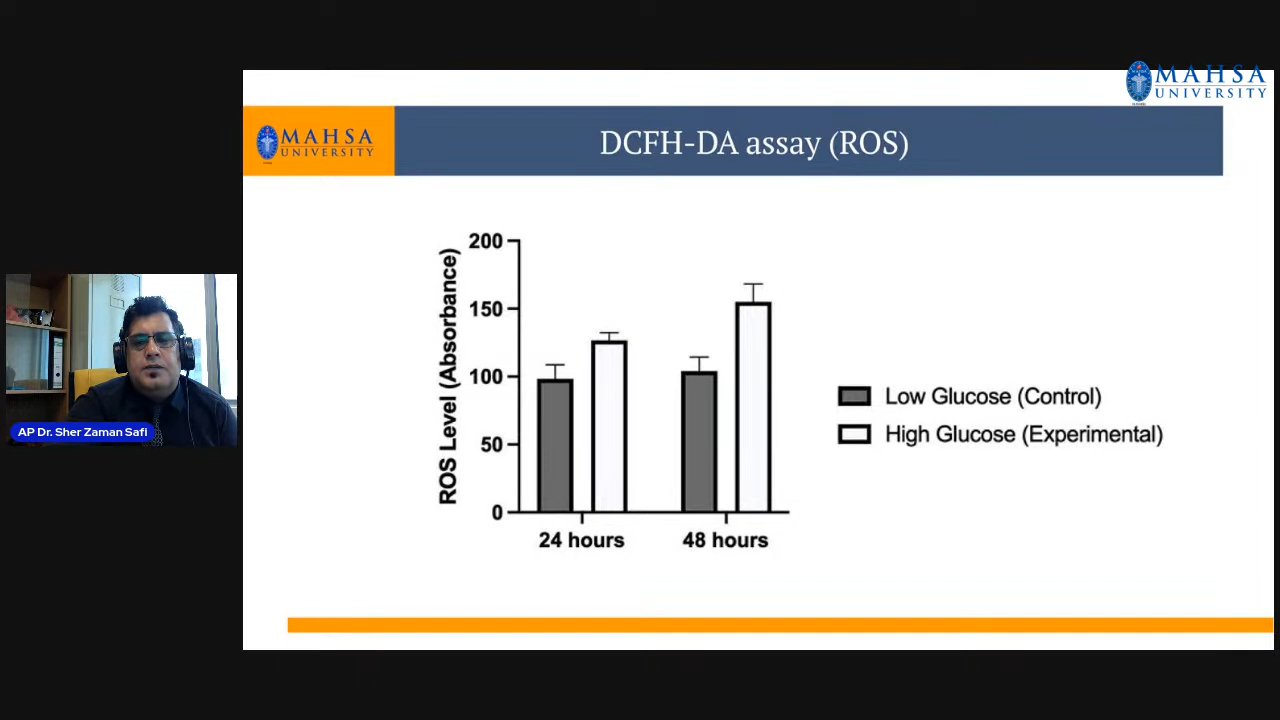 MAHSA
UNIVERSITY
MAHSA
UNIVERSITY
DCFH-DA assay (ROS)
ROS Level (Absorbance)
200
150
100
50
0
24 hours
48 hours
Low Glucose (Control)
High Glucose (Experimental)
AP Dr. Sher Zaman Safi